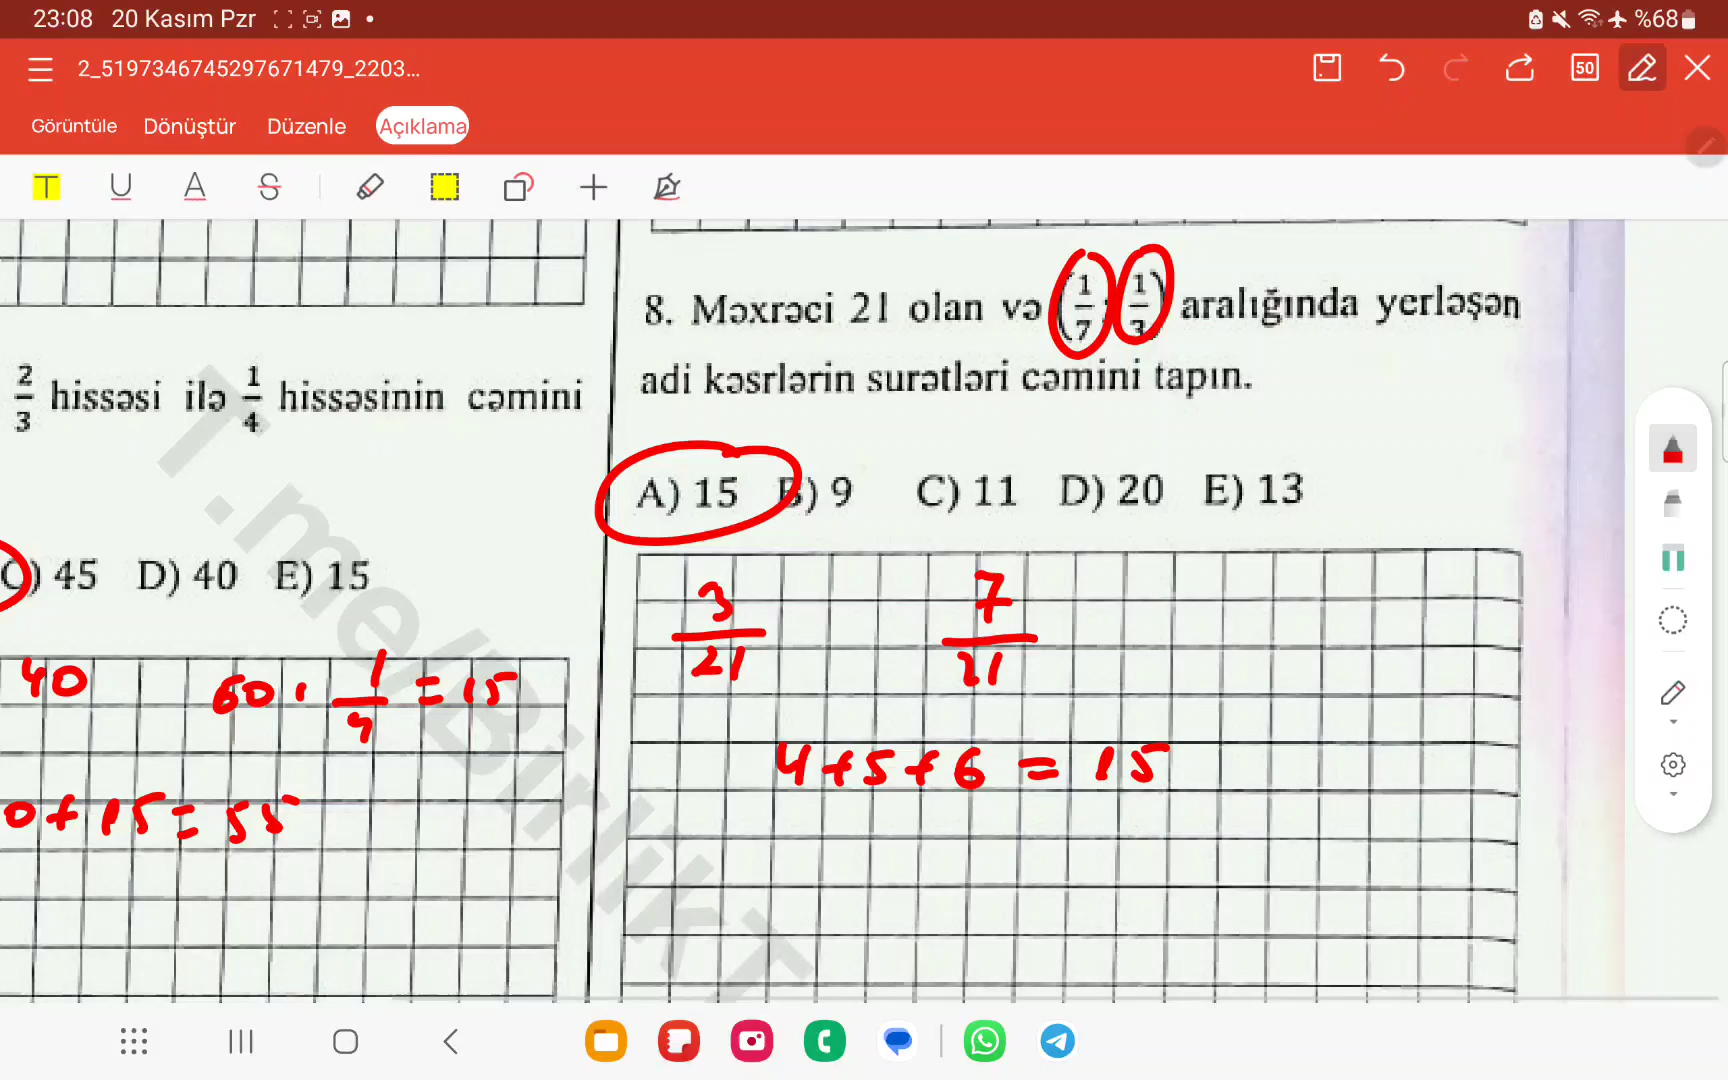 23:08 20 Kasım Pzr
%68
2_5197346745297671479_2203...
50
Görüntüle Dönüştür Düzenle Açıklama
T U A S
2/3 hissəsi ilə 1/4 hissəsinin cəmini
C) 45 D) 40 E) 15
40 60 · 1/4 = 15
0 + 15 = 55
8. Məxrəci 21 olan və (1/7; 1/3) aralığında yerləşən
adi kəsrlərin surətləri cəmini tapın.
A) 15 B) 9 C) 11 D) 20 E) 13
3/21 7/21
4 + 5 + 6 = 15
T.me/BirlikT